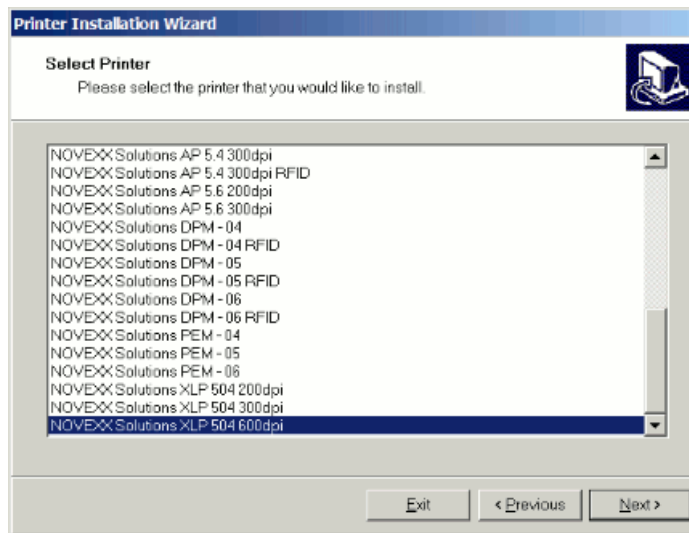 Printer Installation Wizard
Select Printer
Please select the printer that you would like to install.
NOVEXX Solutions AP 5.4 300dpi
NOVEXX Solutions AP 5.4 300dpi RFID
NOVEXX Solutions AP 5.6 200dpi
NOVEXX Solutions AP 5.6 300dpi
NOVEXX Solutions DPM - 04
NOVEXX Solutions DPM - 04 RFID
NOVEXX Solutions DPM - 05
NOVEXX Solutions DPM - 05 RFID
NOVEXX Solutions DPM - 06
NOVEXX Solutions DPM - 06 RFID
NOVEXX Solutions PEM - 04
NOVEXX Solutions PEM - 05
NOVEXX Solutions PEM - 06
NOVEXX Solutions XLP 504 200dpi
NOVEXX Solutions XLP 504 300dpi
NOVEXX Solutions XLP 504 600dpi
Exit < Previous Next >